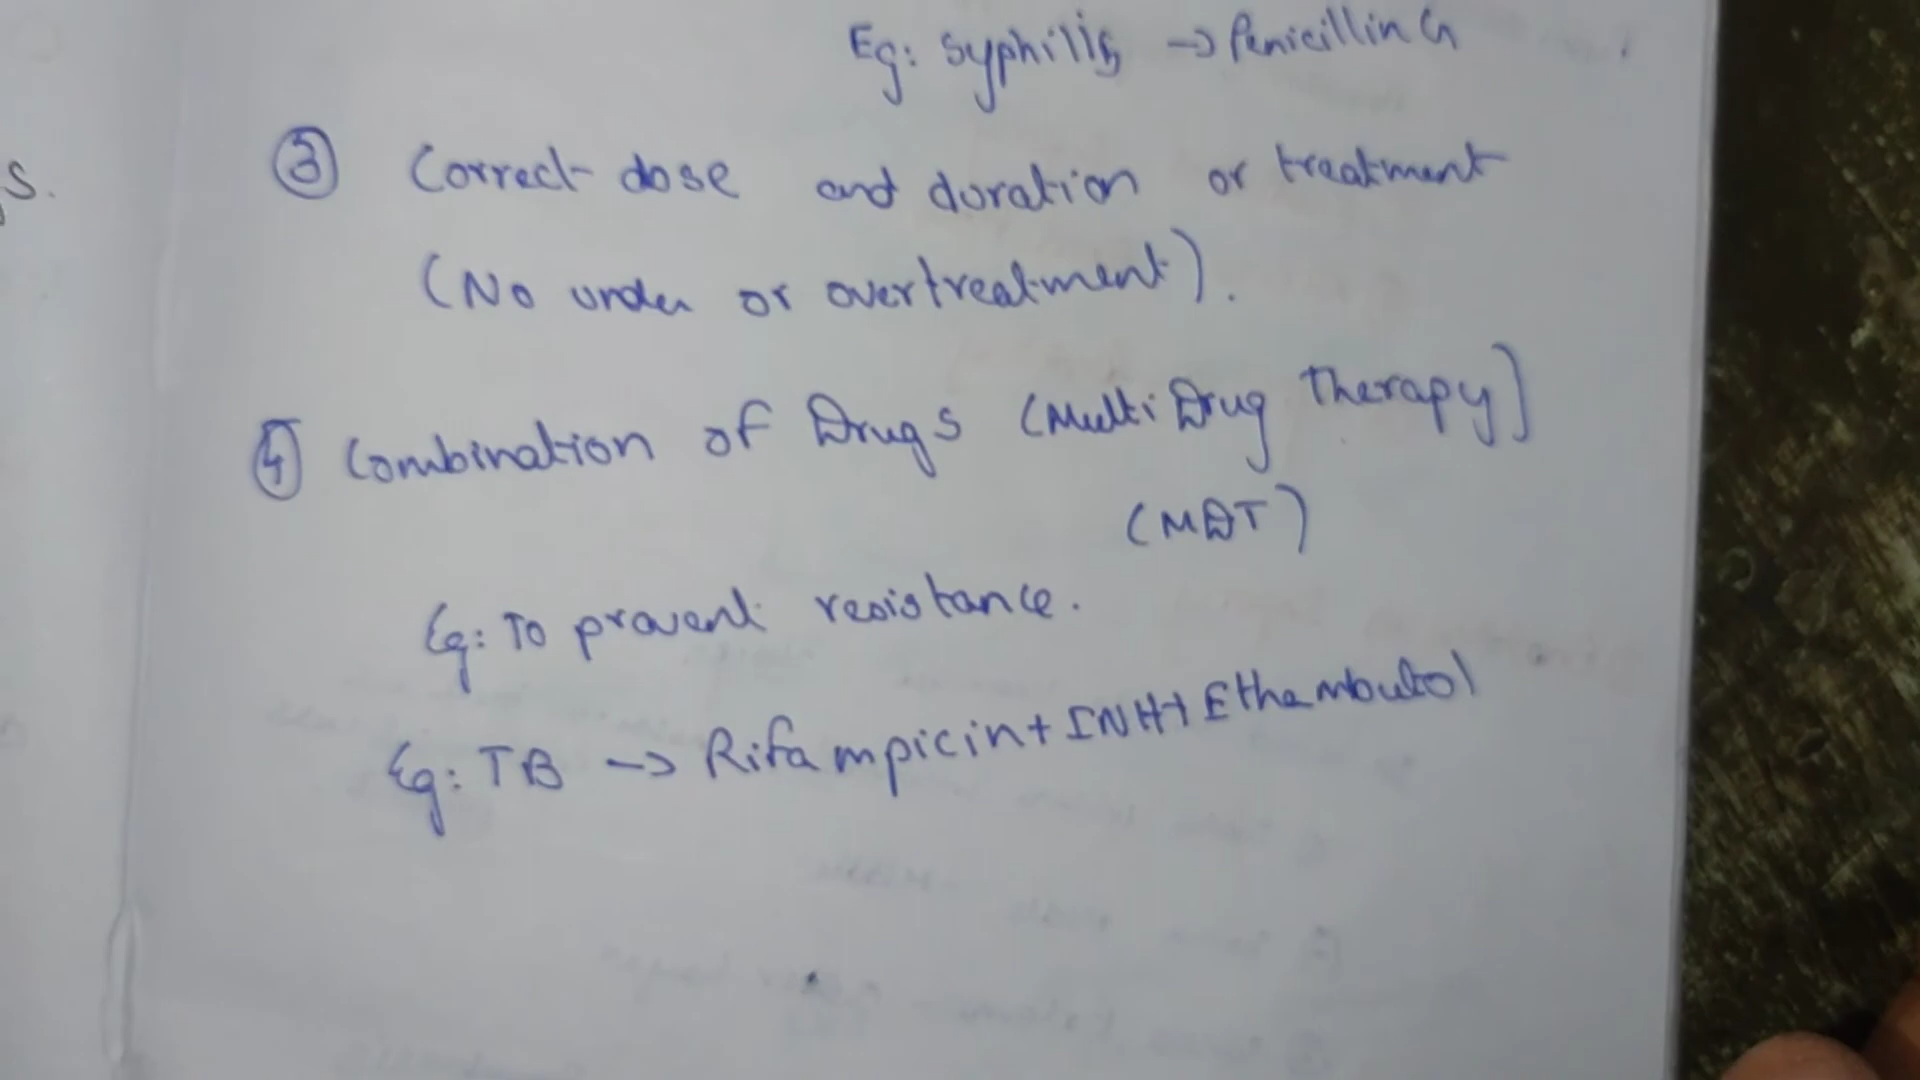 Eg: Syphilis → Penicillin G
s.
③ Correct dose and duration or treatment
(No under or overtreatment).
④ Combination of Drugs (Multi Drug Therapy]
(MDT)
Eg: To prevent resistance.
Eg: TB → Rifampicin + INH + Ethambutol